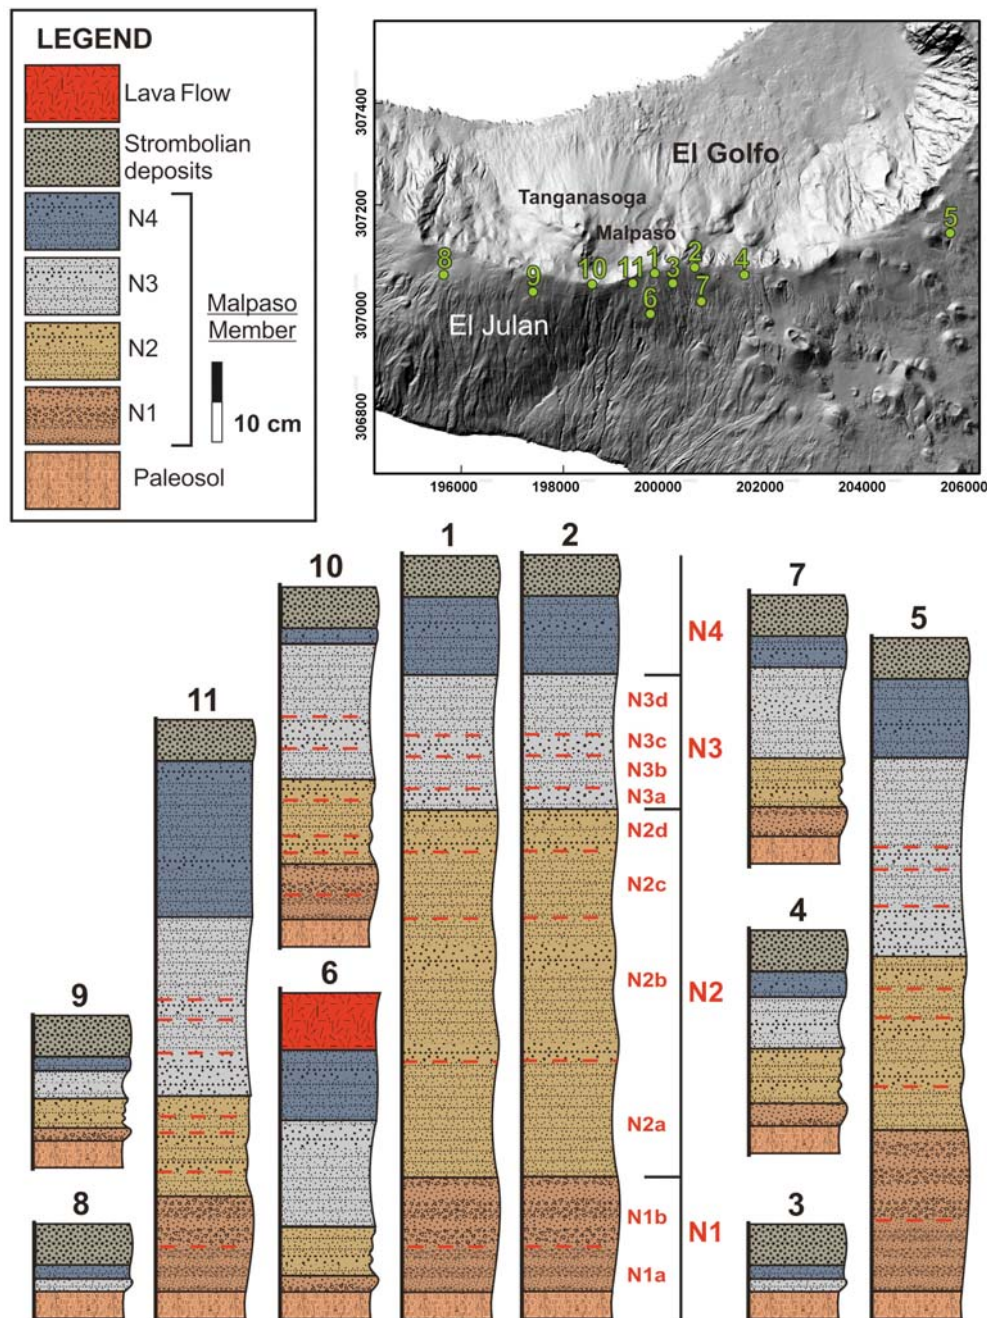 LEGEND
Lava Flow
Strombolian
deposits
N4
N3
N2
N1
Malpaso
Member
10 cm
Paleosol
307400
307200
307000
306800
El Golfo
Tanganasoga
Malpaso
El Julan
8
9
10
11
1
6
3
2
7
4
5
196000
198000
200000
202000
204000
206000
1
2
10
7
5
11
N4
N3d
N3c
N3
N3b
N3a
N2d
N2c
4
6
9
N2b
N2
N2a
8
3
N1b
N1
N1a